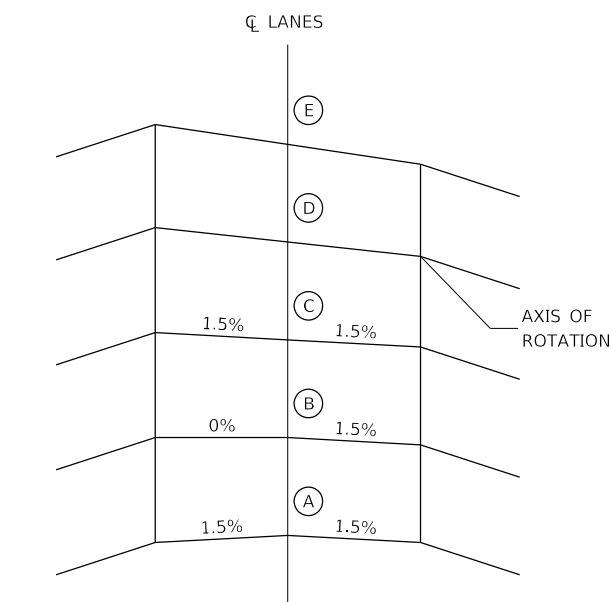 ℄ LANES
E
D
C
1.5% 1.5%
AXIS OF
ROTATION
B
0% 1.5%
A
1.5% 1.5%